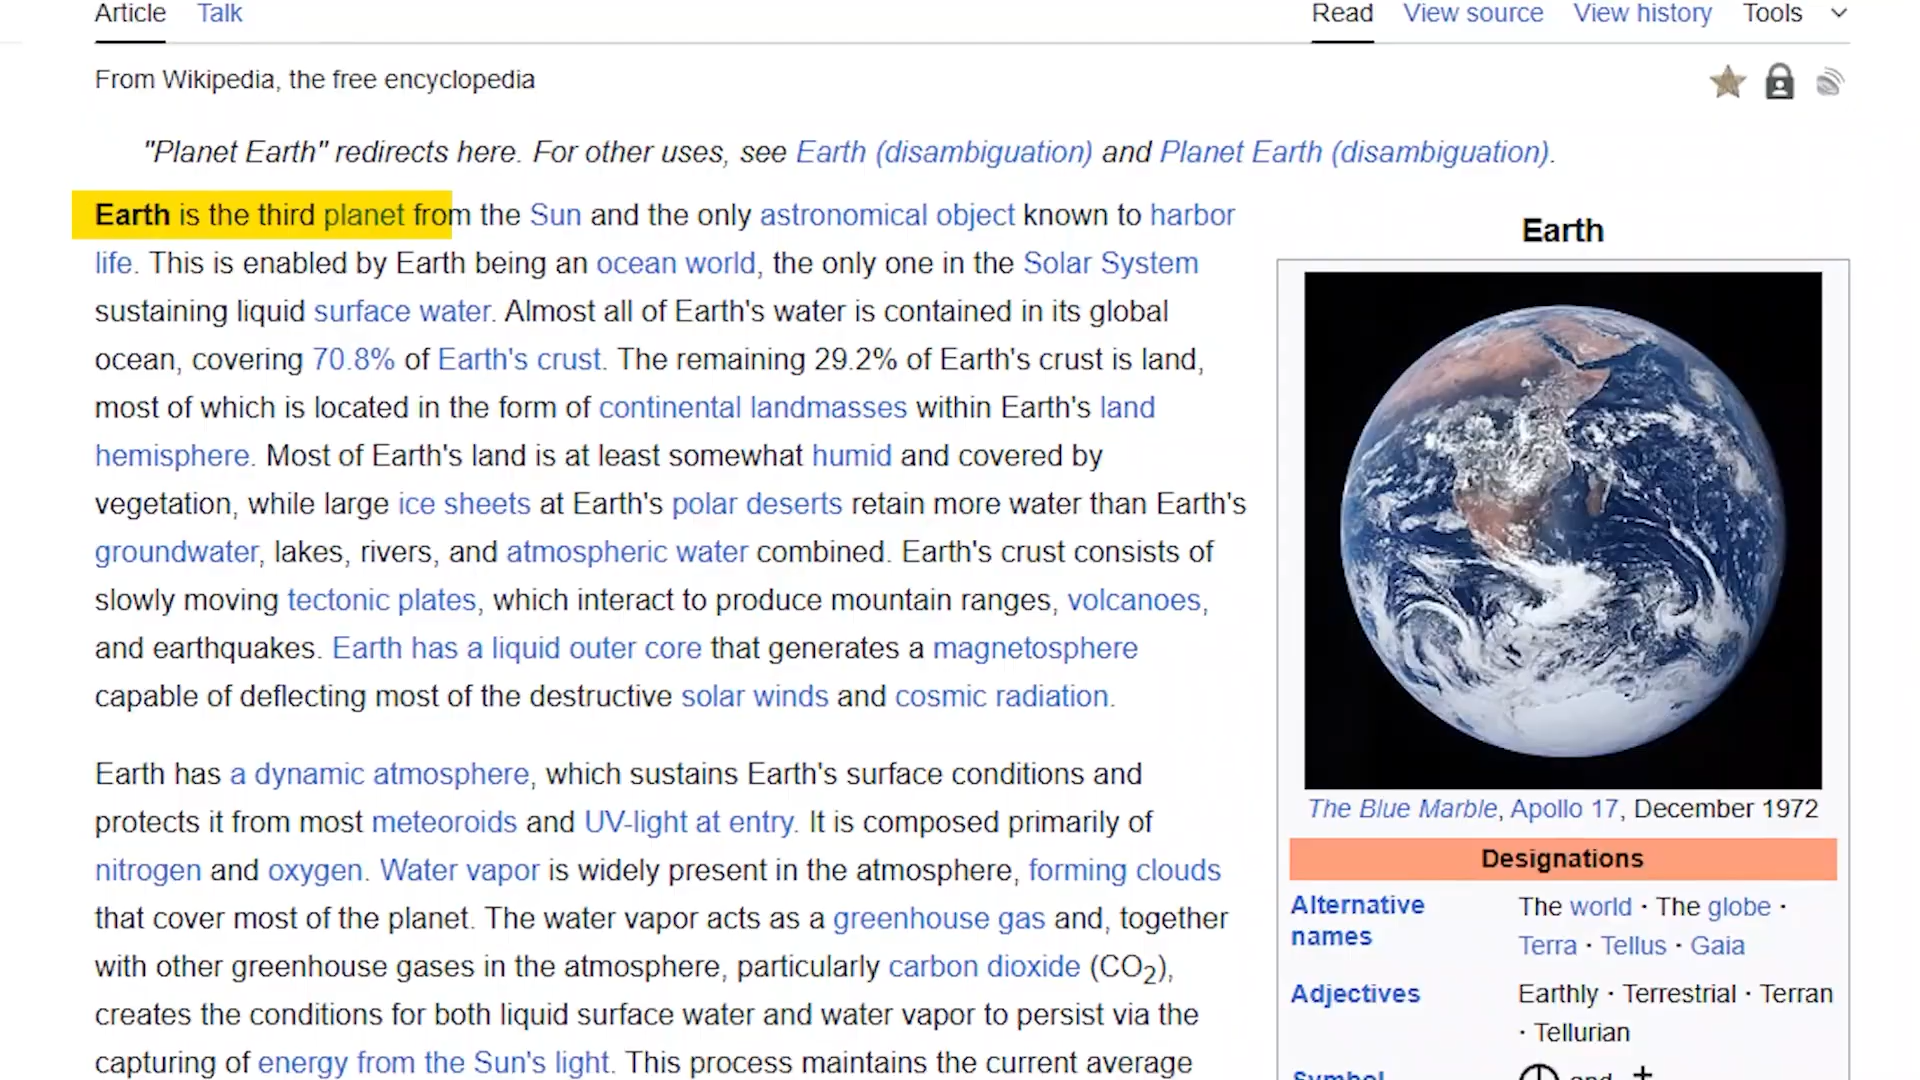 Article Talk Read View source View history Tools
From Wikipedia, the free encyclopedia
"Planet Earth" redirects here. For other uses, see Earth (disambiguation) and Planet Earth (disambiguation).
Earth is the third planet from the Sun and the only astronomical object known to harbor
life. This is enabled by Earth being an ocean world, the only one in the Solar System
sustaining liquid surface water. Almost all of Earth's water is contained in its global
ocean, covering 70.8% of Earth's crust. The remaining 29.2% of Earth's crust is land,
most of which is located in the form of continental landmasses within Earth's land
hemisphere. Most of Earth's land is at least somewhat humid and covered by
vegetation, while large ice sheets at Earth's polar deserts retain more water than Earth's
groundwater, lakes, rivers, and atmospheric water combined. Earth's crust consists of
slowly moving tectonic plates, which interact to produce mountain ranges, volcanoes,
and earthquakes. Earth has a liquid outer core that generates a magnetosphere
capable of deflecting most of the destructive solar winds and cosmic radiation.
Earth has a dynamic atmosphere, which sustains Earth's surface conditions and
protects it from most meteoroids and UV-light at entry. It is composed primarily of
nitrogen and oxygen. Water vapor is widely present in the atmosphere, forming clouds
that cover most of the planet. The water vapor acts as a greenhouse gas and, together
with other greenhouse gases in the atmosphere, particularly carbon dioxide (CO₂),
creates the conditions for both liquid surface water and water vapor to persist via the
capturing of energy from the Sun's light. This process maintains the current average
Earth
The Blue Marble, Apollo 17, December 1972
Designations
Alternative names
The world · The globe ·
Terra · Tellus · Gaia
Adjectives
Earthly · Terrestrial · Terran
· Tellurian
Symbol
and